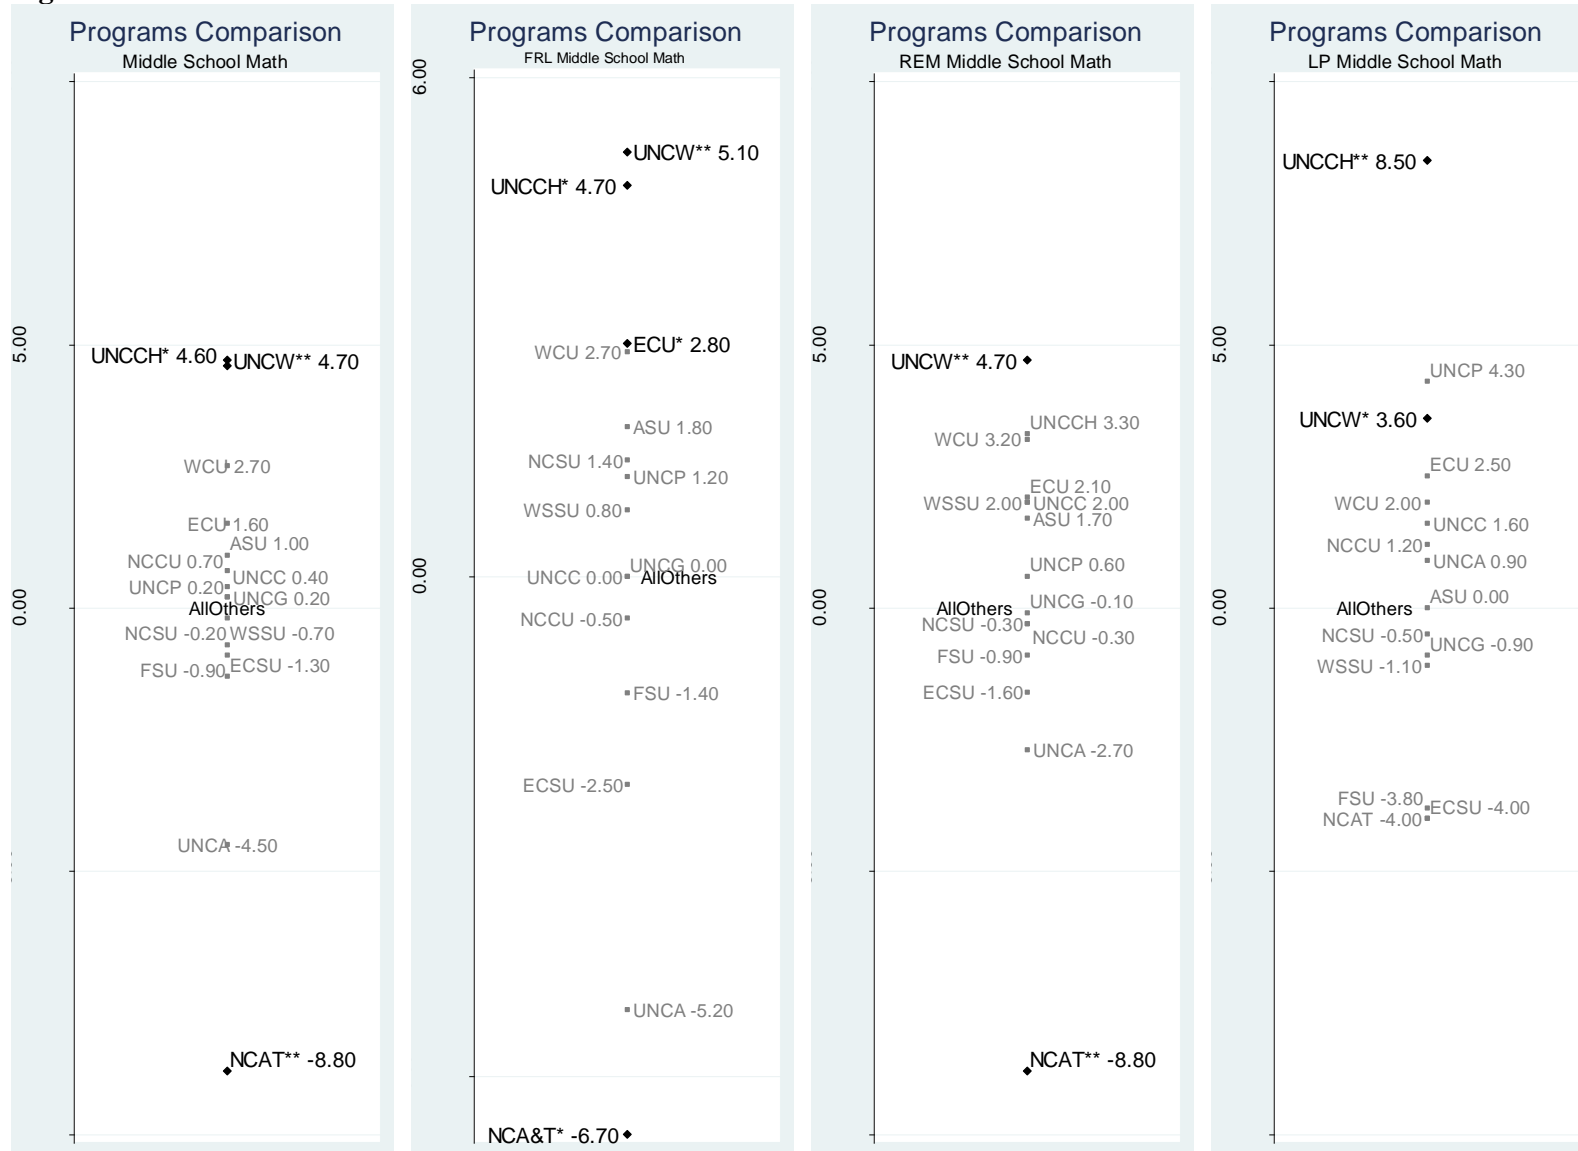 Programs Comparison
Middle School Math
5.00
0.00
UNCCH* 4.60
UNCW** 4.70
WCU 2.70
ECU 1.60
ASU 1.00
NCCU 0.70
UNCC 0.40
UNCP 0.20
UNCG 0.20
AllOthers
NCSU -0.20
WSSU -0.70
FSU -0.90
ECSU -1.30
UNCA -4.50
NCAT** -8.80
Programs Comparison
FRL Middle School Math
6.00
0.00
UNCW** 5.10
UNCCH* 4.70
ECU* 2.80
WCU 2.70
ASU 1.80
NCSU 1.40
UNCP 1.20
WSSU 0.80
UNCG 0.00
UNCC 0.00
AllOthers
NCCU -0.50
FSU -1.40
ECSU -2.50
UNCA -5.20
NCA&T* -6.70
Programs Comparison
REM Middle School Math
5.00
0.00
UNCW** 4.70
UNCCH 3.30
WCU 3.20
ECU 2.10
WSSU 2.00
UNCC 2.00
ASU 1.70
UNCP 0.60
UNCG -0.10
AllOthers
NCSU -0.30
NCCU -0.30
FSU -0.90
ECSU -1.60
UNCA -2.70
NCAT** -8.80
Programs Comparison
LP Middle School Math
5.00
0.00
UNCCH** 8.50
UNCP 4.30
UNCW* 3.60
ECU 2.50
WCU 2.00
UNCC 1.60
NCCU 1.20
UNCA 0.90
ASU 0.00
AllOthers
NCSU -0.50
UNCG -0.90
WSSU -1.10
FSU -3.80
ECSU -4.00
NCAT -4.00